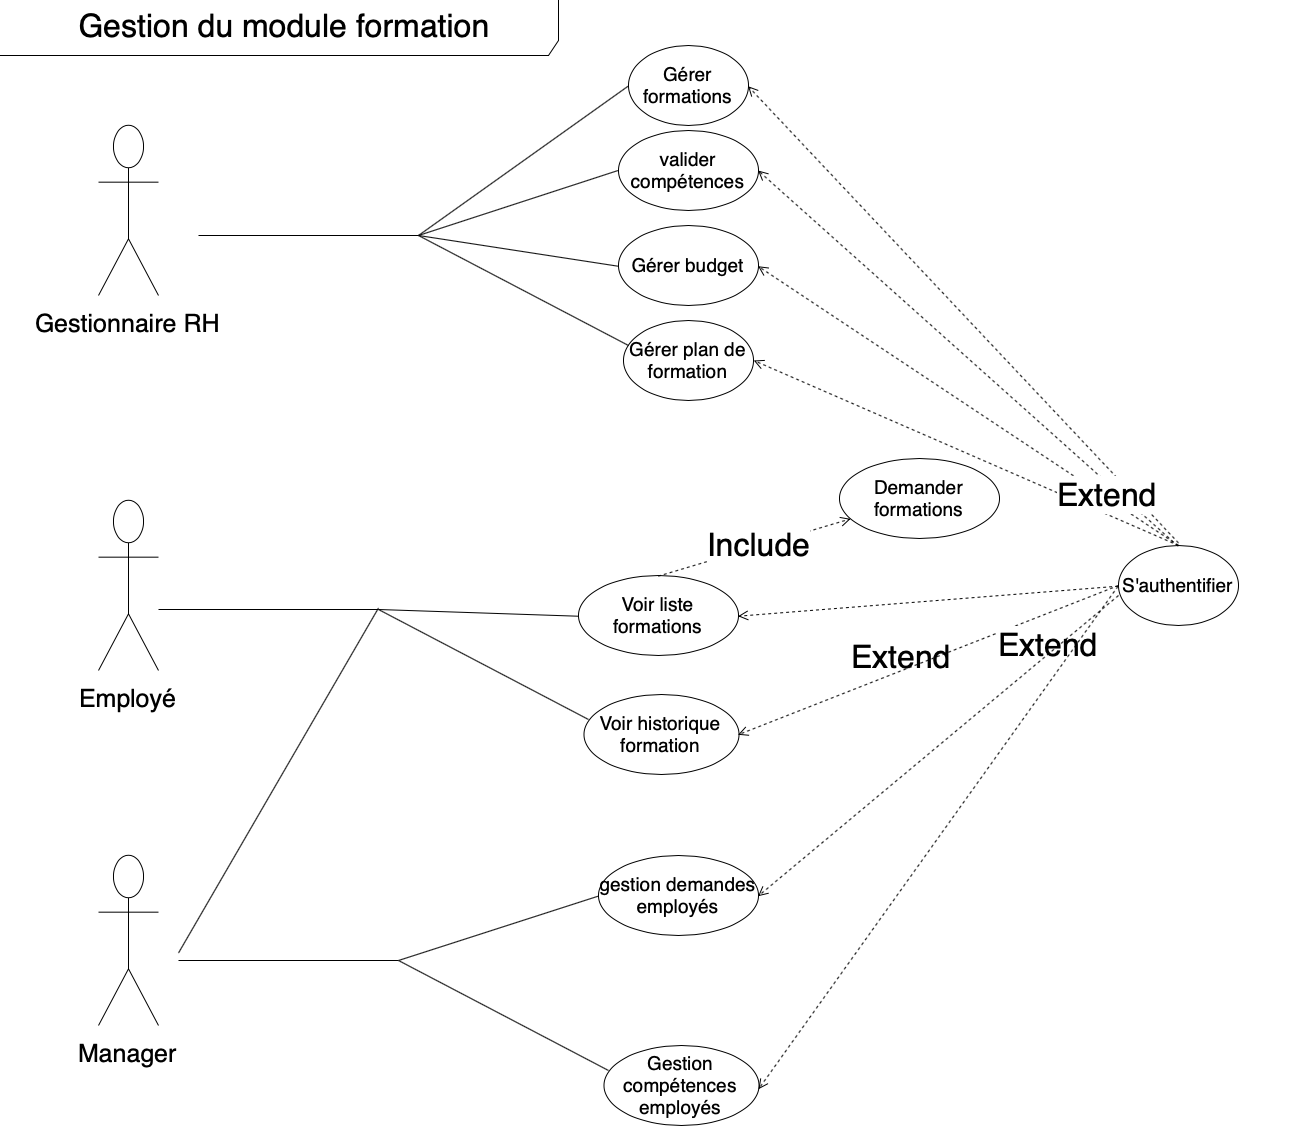 Gestion du module formation
Gérer
formations
valider
compétences
Gérer budget
Gestionnaire RH
Gérer plan de
formation
Demander
formations
Extend
Include
S'authentifier
Voir liste
formations
Extend
Extend
Employé
Voir historique
formation
gestion demandes
employés
Manager
Gestion
compétences
employés